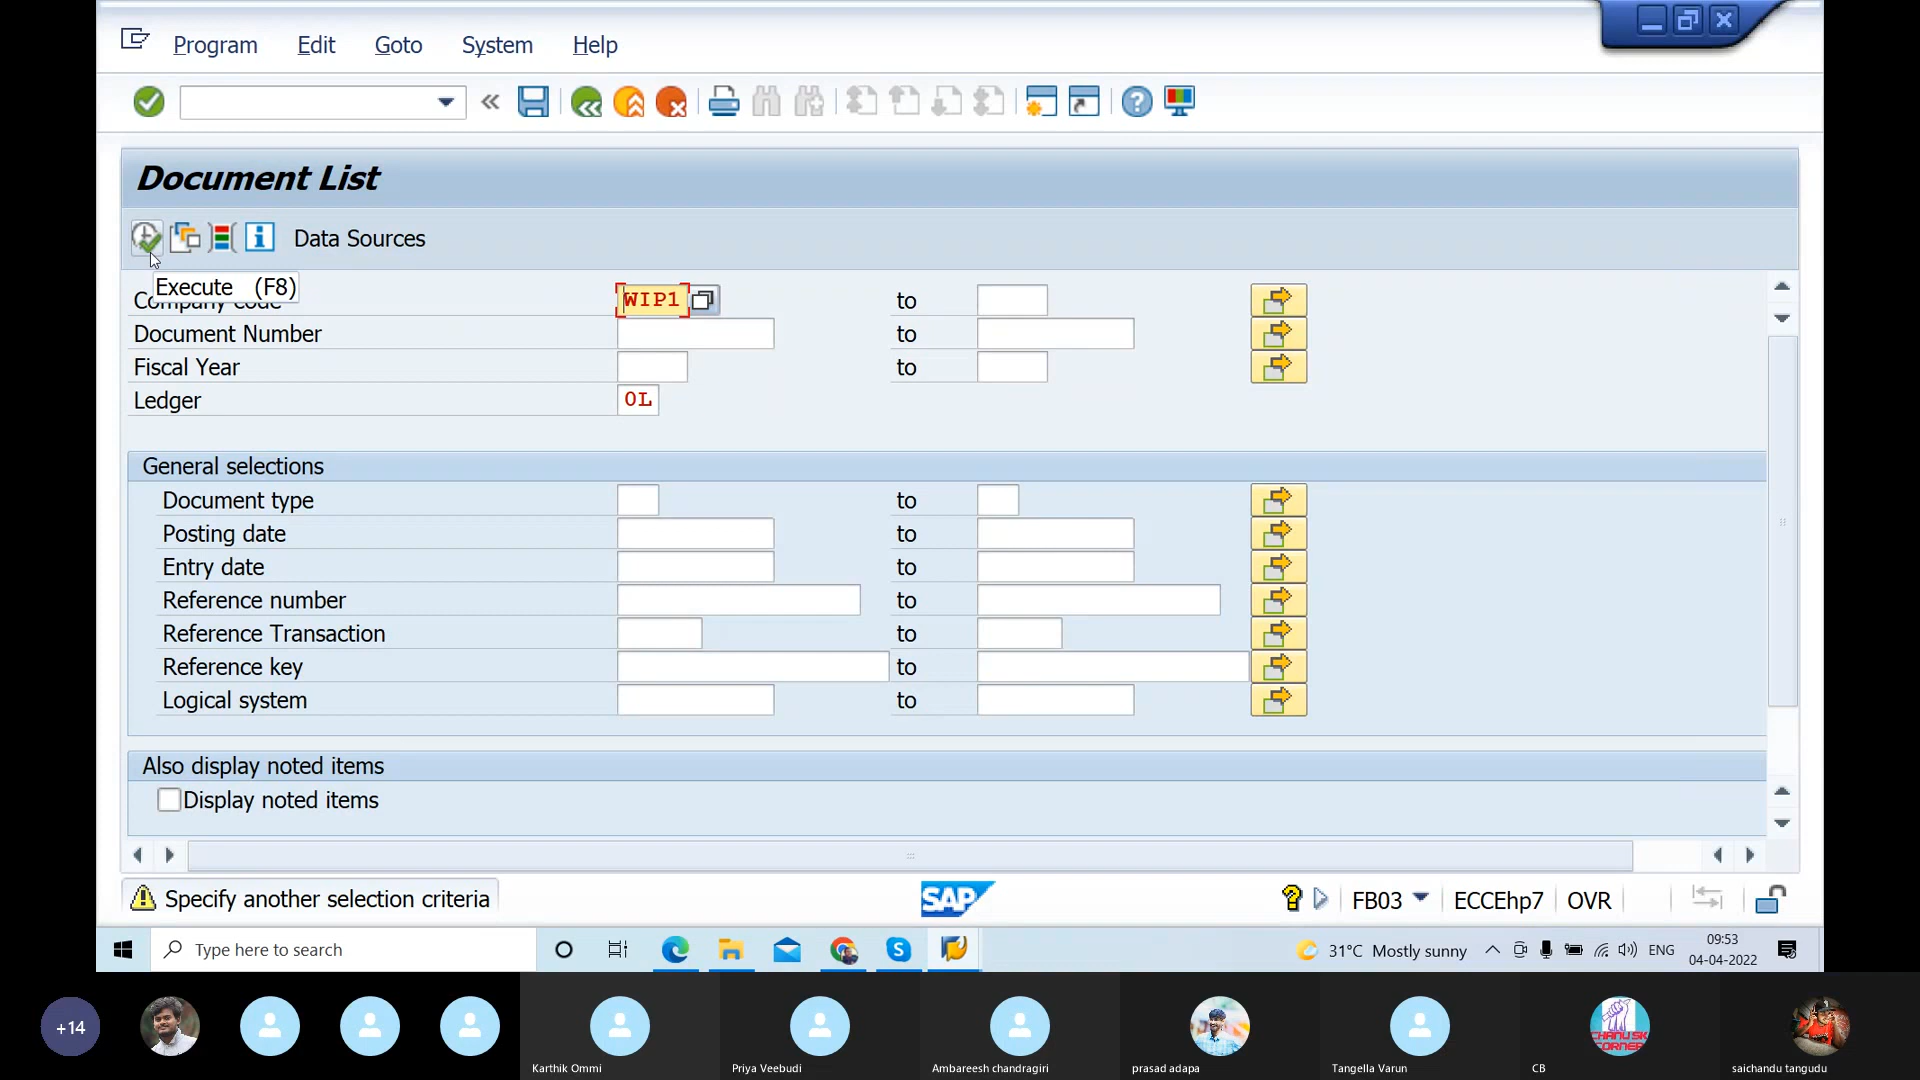 Program Edit Goto System Help
Document List
Data Sources
Execute (F8)
Company code WIP1 to
Document Number to
Fiscal Year to
Ledger 0L
General selections
Document type to
Posting date to
Entry date to
Reference number to
Reference Transaction to
Reference key to
Logical system to
Also display noted items
Display noted items
Specify another selection criteria SAP FB03 ECCEhp7 OVR
Type here to search 31°C Mostly sunny ENG 09:53
04-04-2022
+14
CHANUSK
CORNER
Karthik Ommi Priya Veebudi Ambareesh chandragiri prasad adapa Tangella Varun CB saichandu tangudu